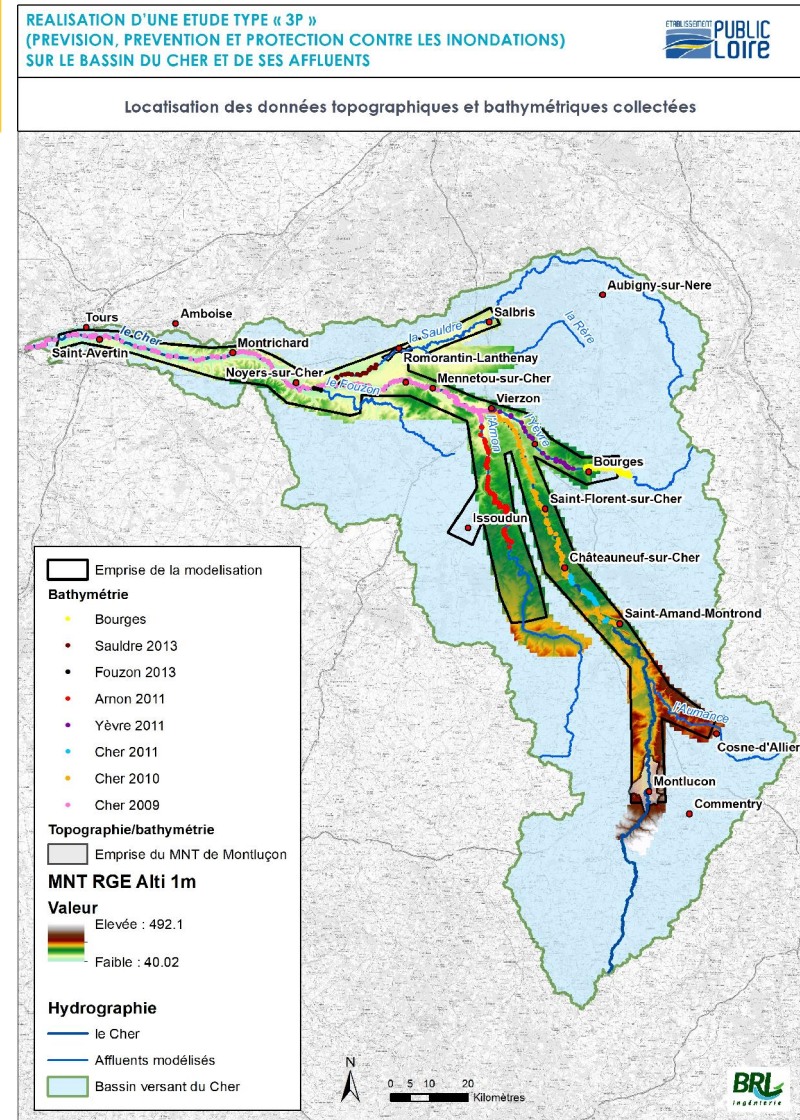 REALISATION D'UNE ETUDE TYPE « 3P »
(PREVISION, PREVENTION ET PROTECTION CONTRE LES INONDATIONS)
SUR LE BASSIN DU CHER ET DE SES AFFLUENTS
ETABLISSEMENT
PUBLIC
LOIRE
Locatisation des données topographiques et bathymétriques collectées
Aubigny-sur-Nere
Salbris
la Rère
la Sauldre
Amboise
Tours
le Cher
Saint-Avertin
Montrichard
Romorantin-Lanthenay
Noyers-sur-Cher
le Fouzon
Mennetou-sur-Cher
Vierzon
l'Arnon
l'Yèvre
Bourges
Saint-Florent-sur-Cher
Issoudun
Châteauneuf-sur-Cher
Saint-Amand-Montrond
l'Aumance
Cosne-d'Allier
Montlucon
Commentry
Emprise de la modelisation
Bathymétrie
Bourges
Sauldre 2013
Fouzon 2013
Arnon 2011
Yèvre 2011
Cher 2011
Cher 2010
Cher 2009
Topographie/bathymétrie
Emprise du MNT de Montluçon
MNT RGE Alti 1m
Valeur
Elevée : 492.1
Faible : 40.02
Hydrographie
le Cher
Affluents modélisés
Bassin versant du Cher
N
0 5 10 20
Kilomètres
BRL
ingénierie